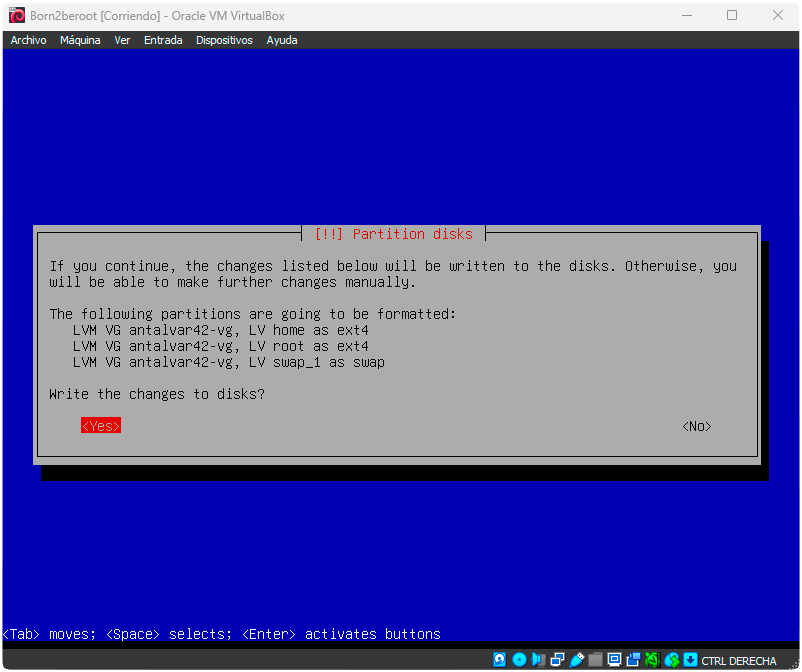 Born2beroot [Corriendo] - Oracle VM VirtualBox
Archivo Máquina Ver Entrada Dispositivos Ayuda
[!!] Partition disks
If you continue, the changes listed below will be written to the disks. Otherwise, you
will be able to make further changes manually.
The following partitions are going to be formatted:
LVM VG antalvar42-vg, LV home as ext4
LVM VG antalvar42-vg, LV root as ext4
LVM VG antalvar42-vg, LV swap_1 as swap
Write the changes to disks?
<Yes> <No>
<Tab> moves; <Space> selects; <Enter> activates buttons
CTRL DERECHA